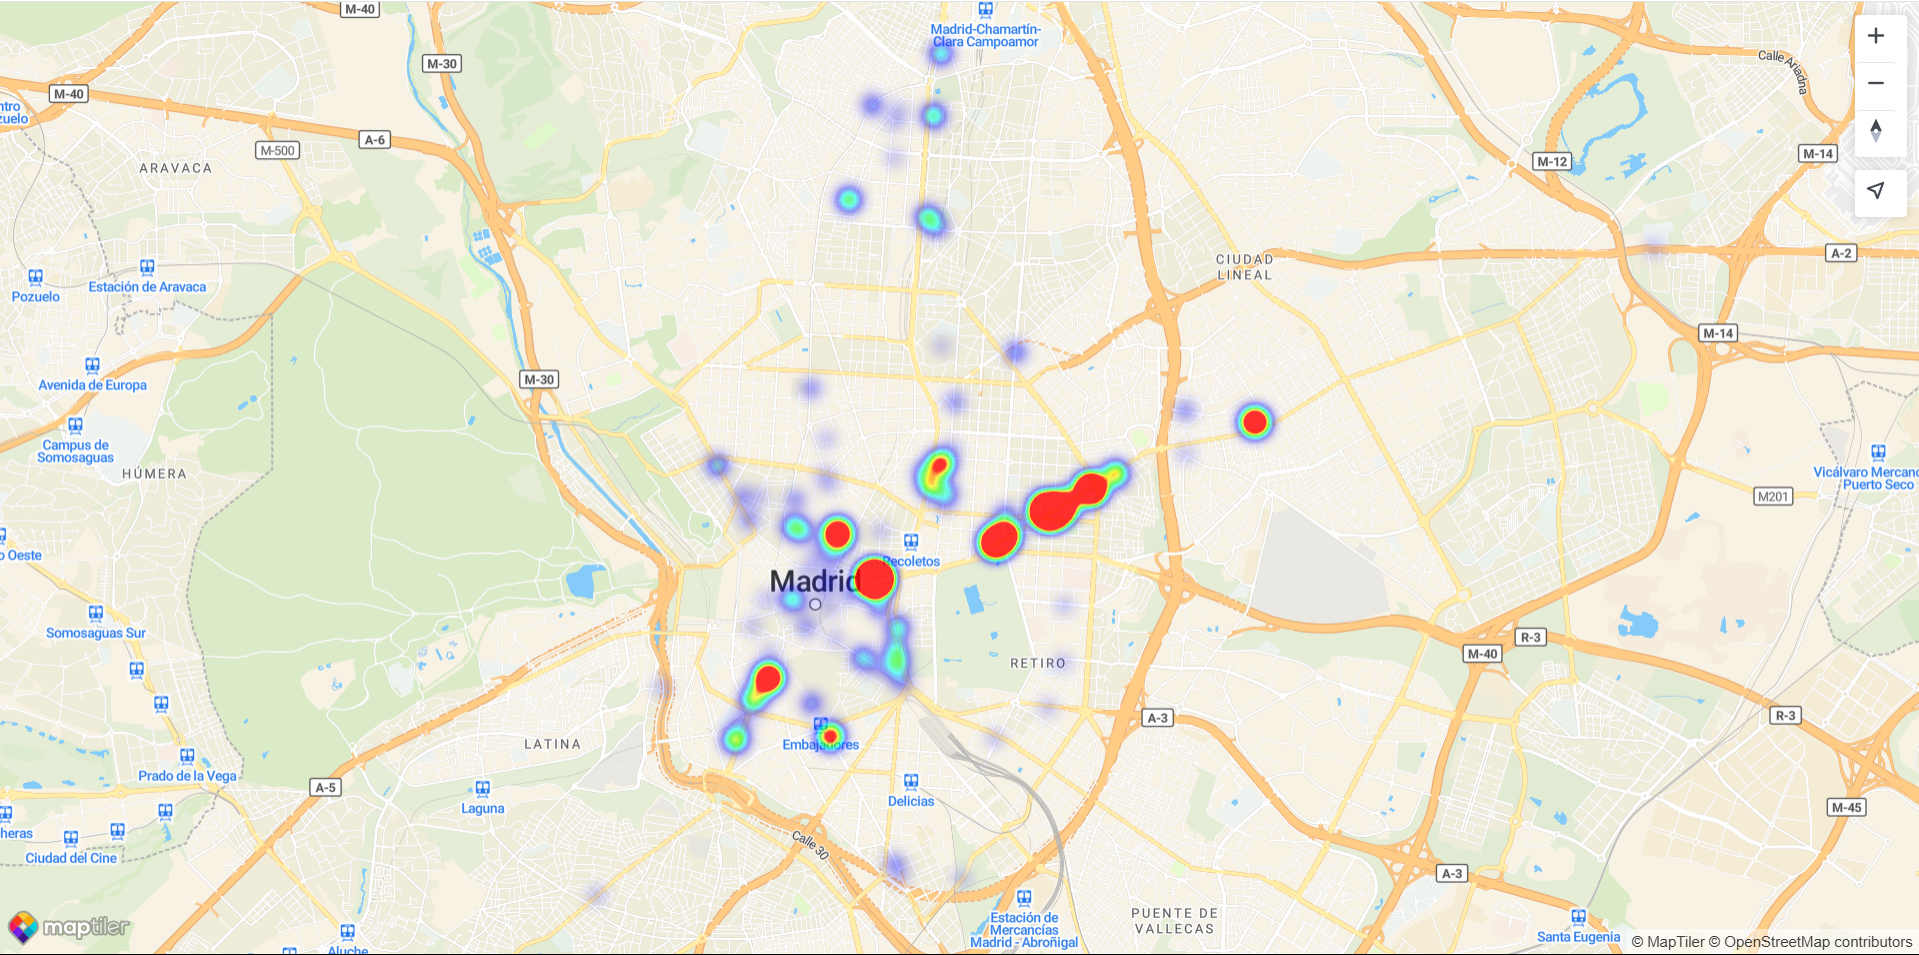 M-40
Madrid-Chamartín-
Clara Campoamor
M-30
Calle Ariadna
M-40
ntro
zuelo
A-6
M-500
M-12
M-14
ARAVACA
A-2
CIUDAD
LINEAL
Pozuelo
Estación de Aravaca
M-14
Avenida de Europa
M-30
Campus de
Somosaguas
HÚMERA
Vicálvaro Mercanc
Puerto Seco
M201
o Oeste
Recoletos
Madrid
Somosaguas Sur
R-3
M-40
RETIRO
A-3
R-3
LATINA
Embajadores
Prado de la Vega
A-5
Laguna
Delicias
M-45
heras
Calle 30
Ciudad del Cine
A-3
PUENTE DE
VALLECAS
Estación de
Mercancías
Madrid - Abroñigal
maptiler
Aluche
Santa Eugenia
© MapTiler © OpenStreetMap contributors